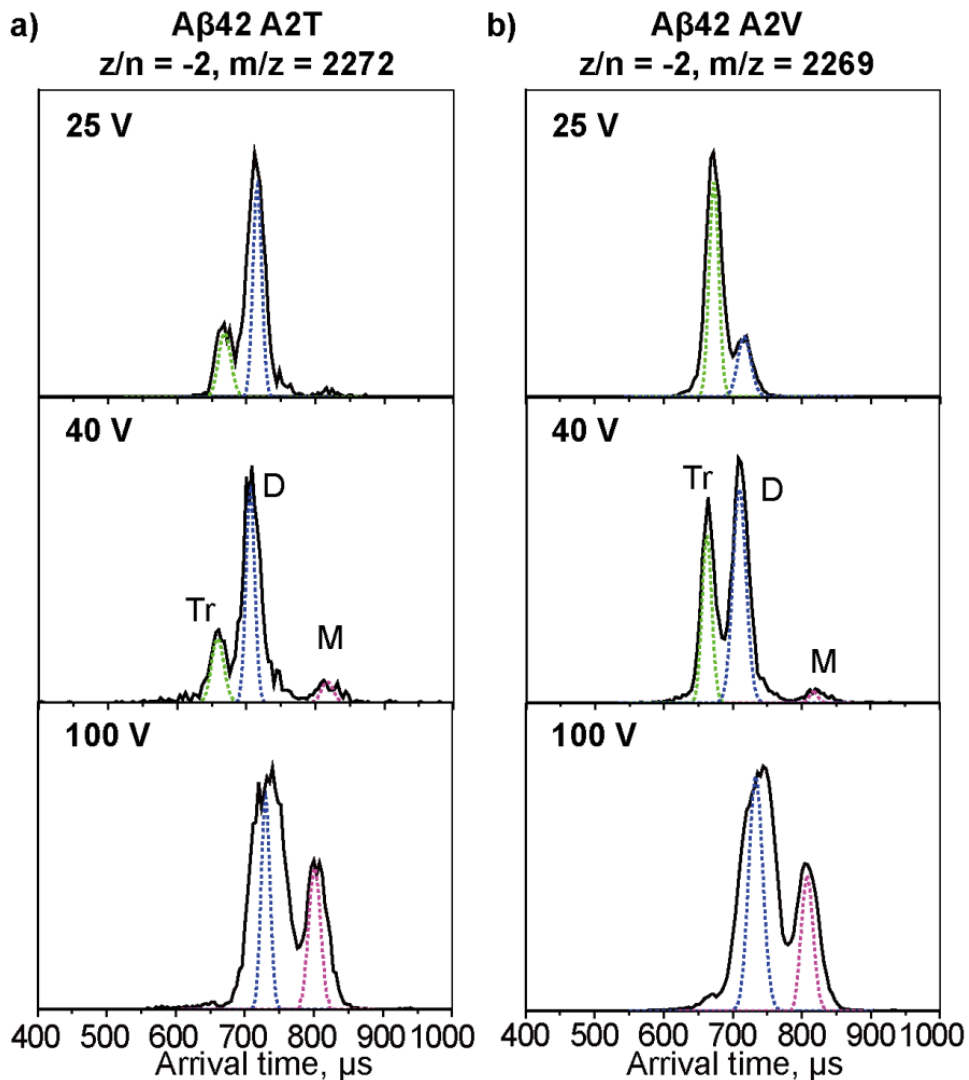 a)
Aβ42 A2T
z/n = -2, m/z = 2272
25 V
40 V
Tr
D
M
100 V
400 500 600 700 800 900 1000
Arrival time, μs
b)
Aβ42 A2V
z/n = -2, m/z = 2269
25 V
40 V
Tr
D
M
100 V
400 500 600 700 800 900 1000
Arrival time, μs